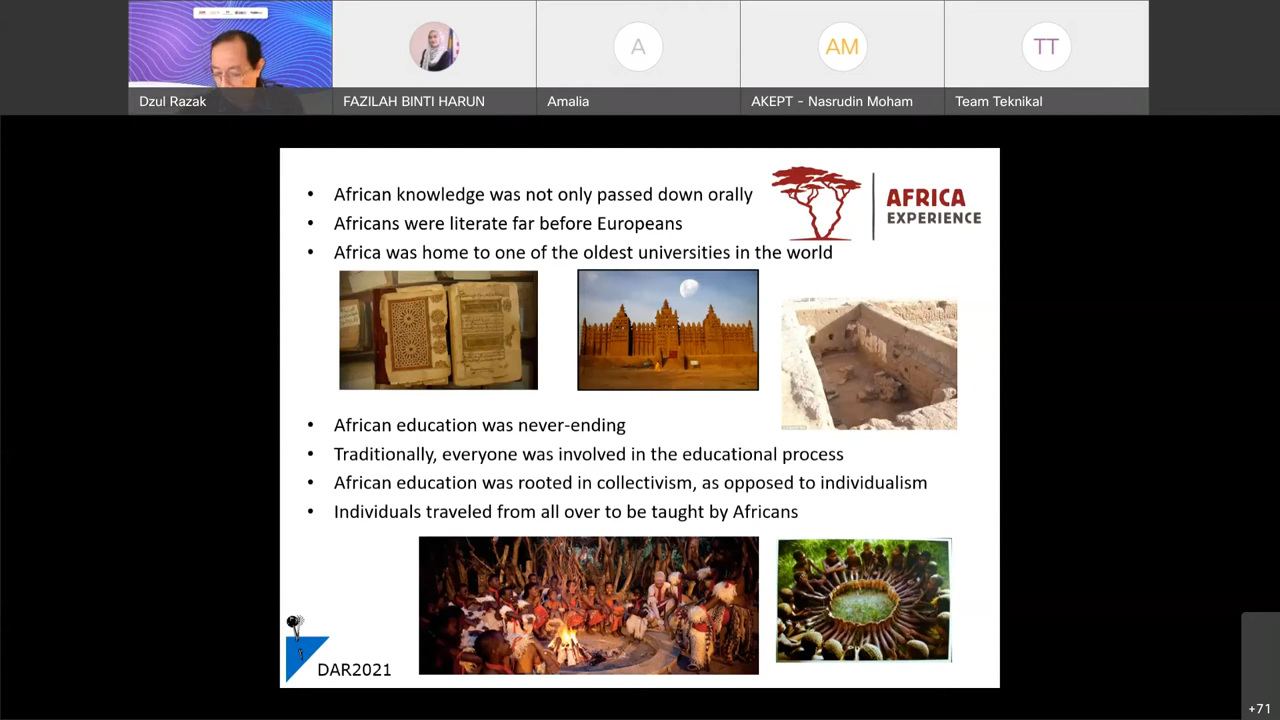 Dzul Razak
FAZILAH BINTI HARUN
A
Amalia
AM
AKEPT - Nasrudin Moham
TT
Team Teknikal
• African knowledge was not only passed down orally
• Africans were literate far before Europeans
• Africa was home to one of the oldest universities in the world
AFRICA
EXPERIENCE
• African education was never-ending
• Traditionally, everyone was involved in the educational process
• African education was rooted in collectivism, as opposed to individualism
• Individuals traveled from all over to be taught by Africans
DAR2021
+71